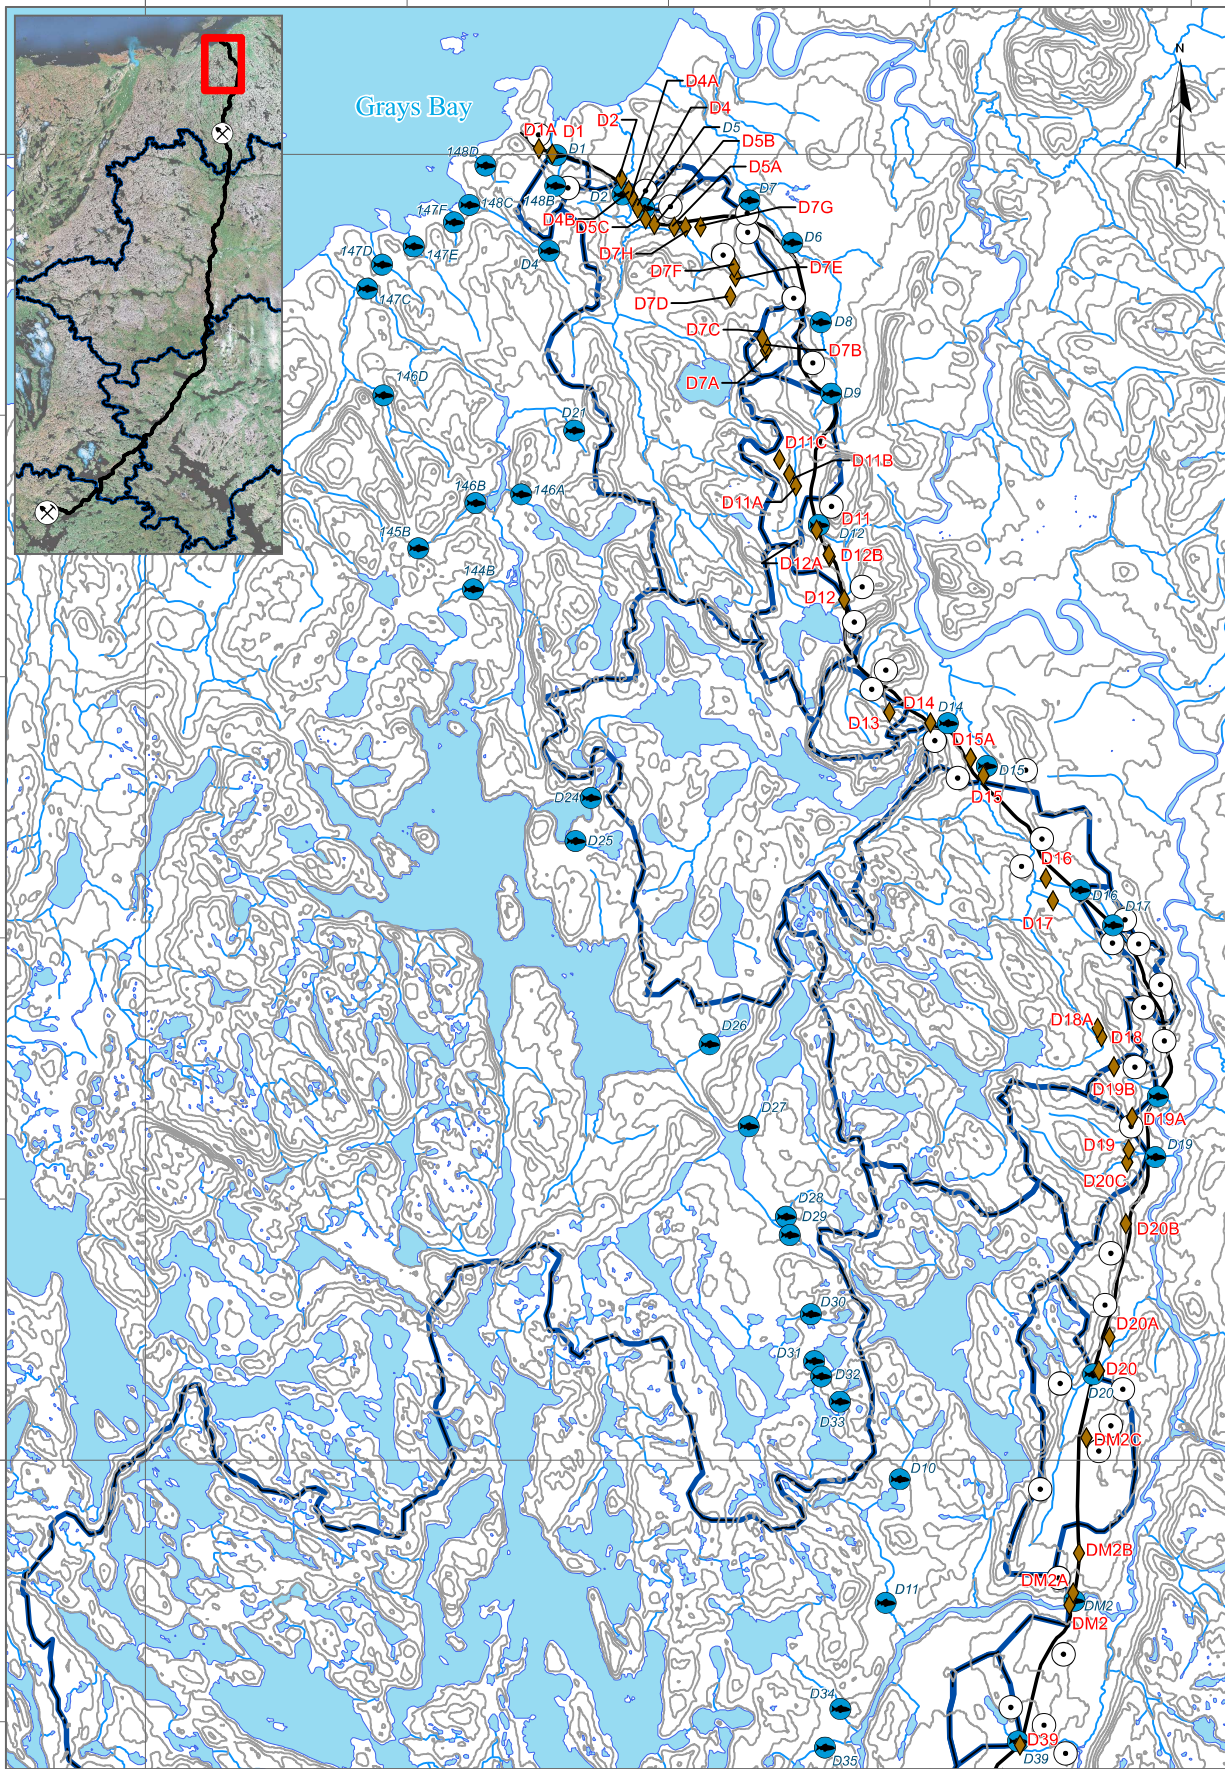 N
Grays Bay
D4A
D4
D2
D5
D1A
D1
D1
D5B
148D
D5A
D7
148B
D2
148C
D7G
147F
D4B
D5C
D6
147E
D7H
147D
D4
D7F
D7E
147C
D7D
D8
D7C
D7B
D7A
146D
D9
D21
D11C
D11B
146B
146A
D11A
D11
145B
D12
D12A
D12B
144B
D12
D14
D13
D14
D15A
D15
D15
D24
D25
D16
D16
D17
D17
D18A
D26
D18
D19B
D27
D19A
D19
D19
D20C
D28
D29
D20B
D30
D20A
D31
D32
D20
D20
D33
DM2C
D10
DM2B
DM2A
D11
DM2
DM2
D34
D39
D35
D39